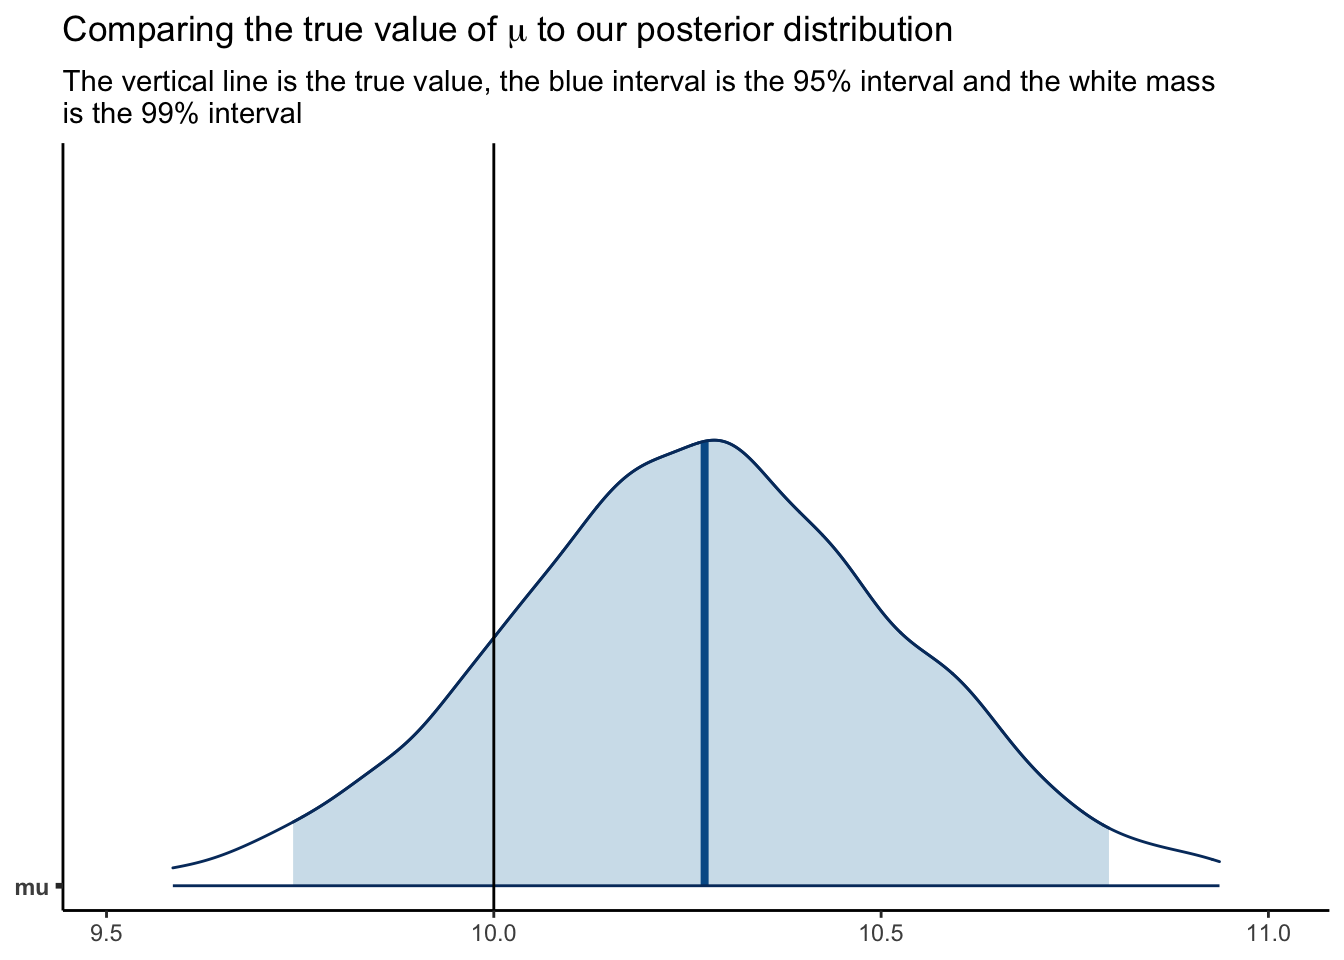 Comparing the true value of μ to our posterior distribution
The vertical line is the true value, the blue interval is the 95% interval and the white mass
is the 99% interval
mu
9.5
10.0
10.5
11.0